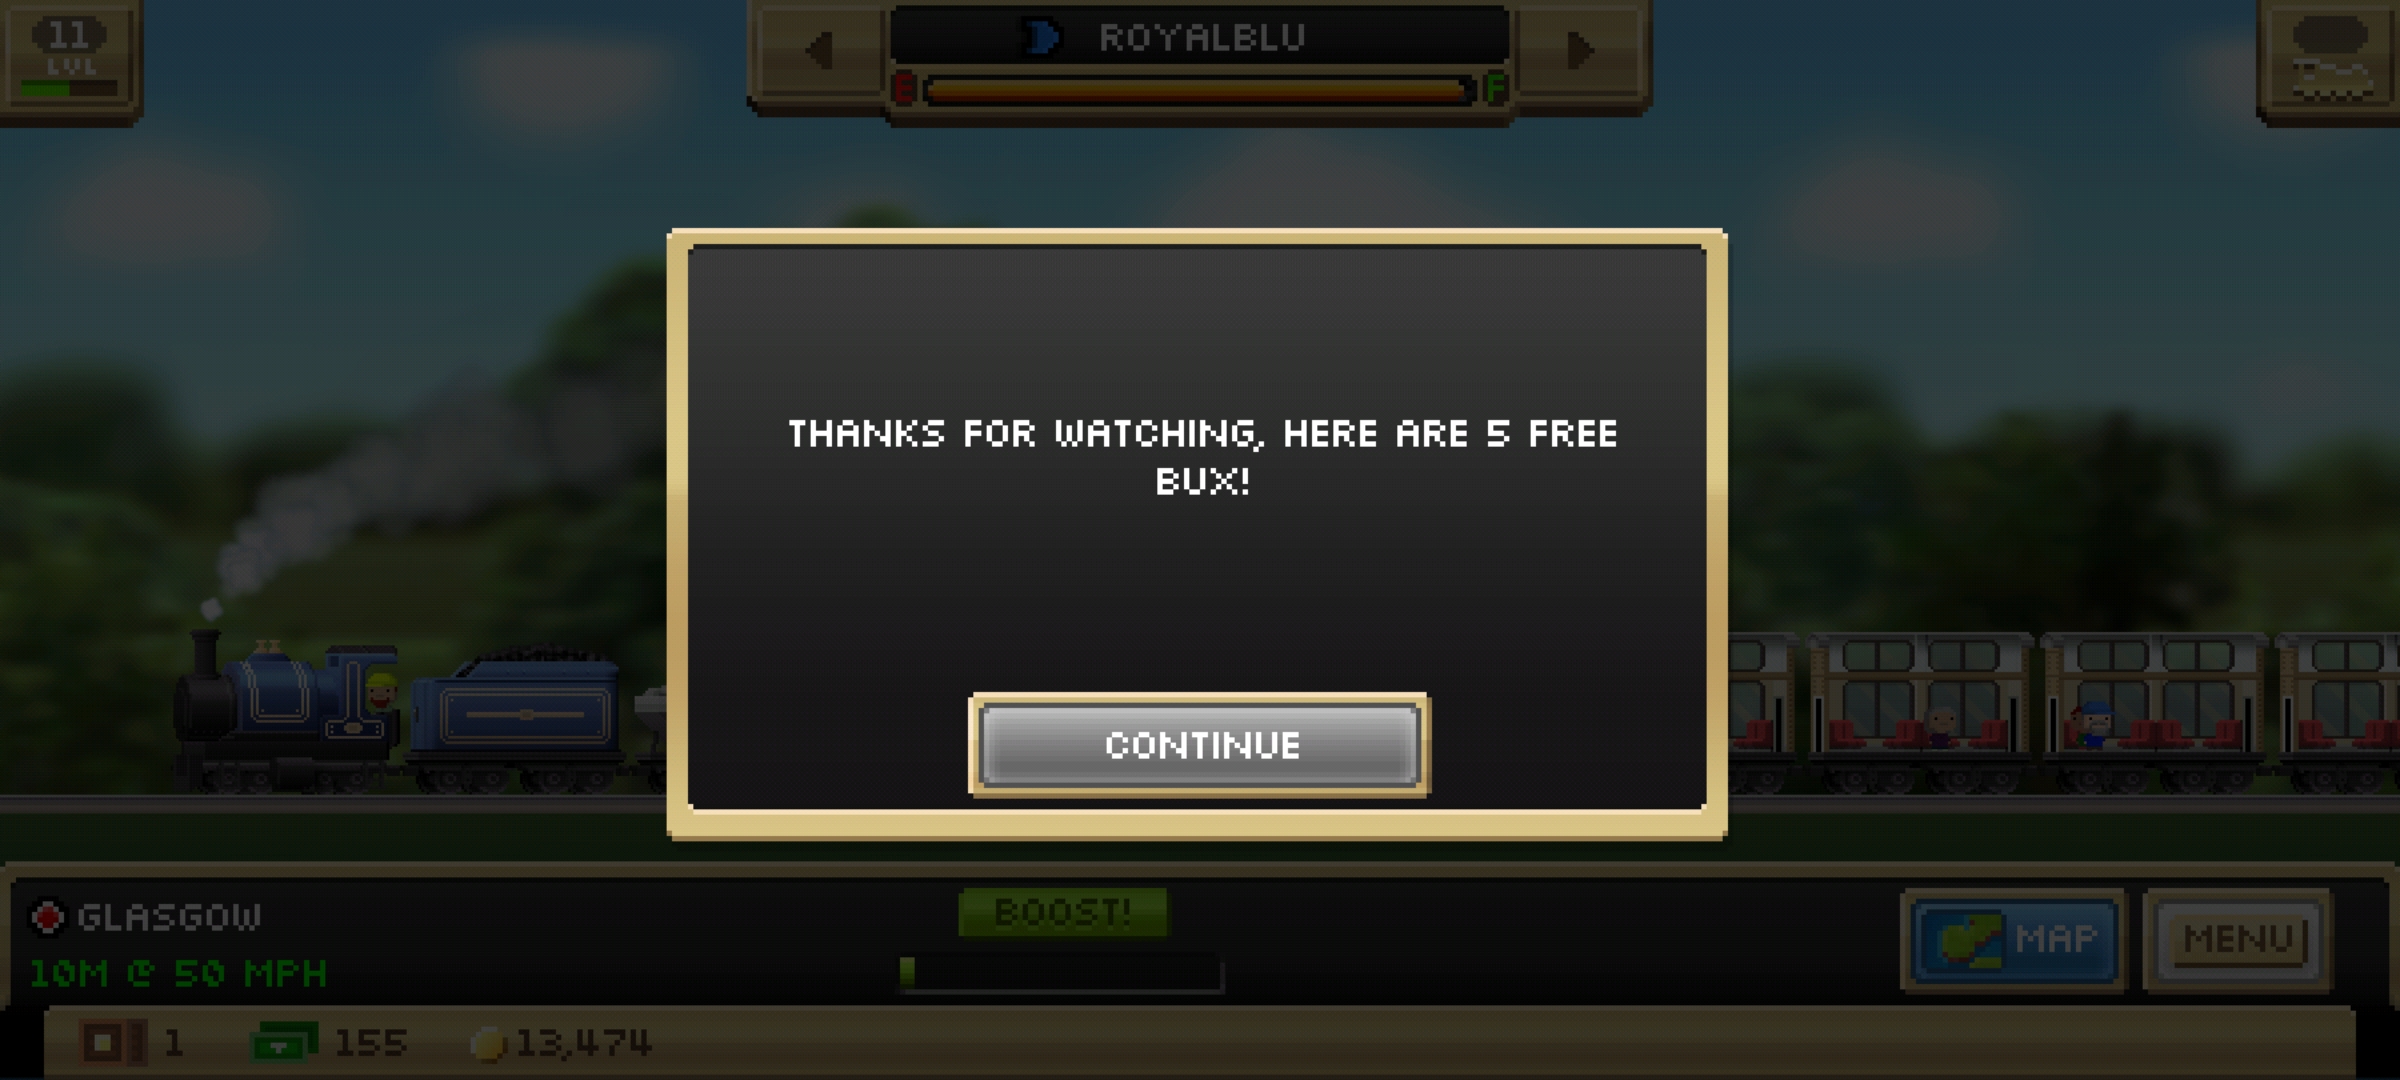 11
LVL
ROYALBLU
E F
THANKS FOR WATCHING, HERE ARE 5 FREE
BUX!
CONTINUE
GLASGOW
10M @ 50 MPH
BOOST!
MAP
MENU
1 155 13,474